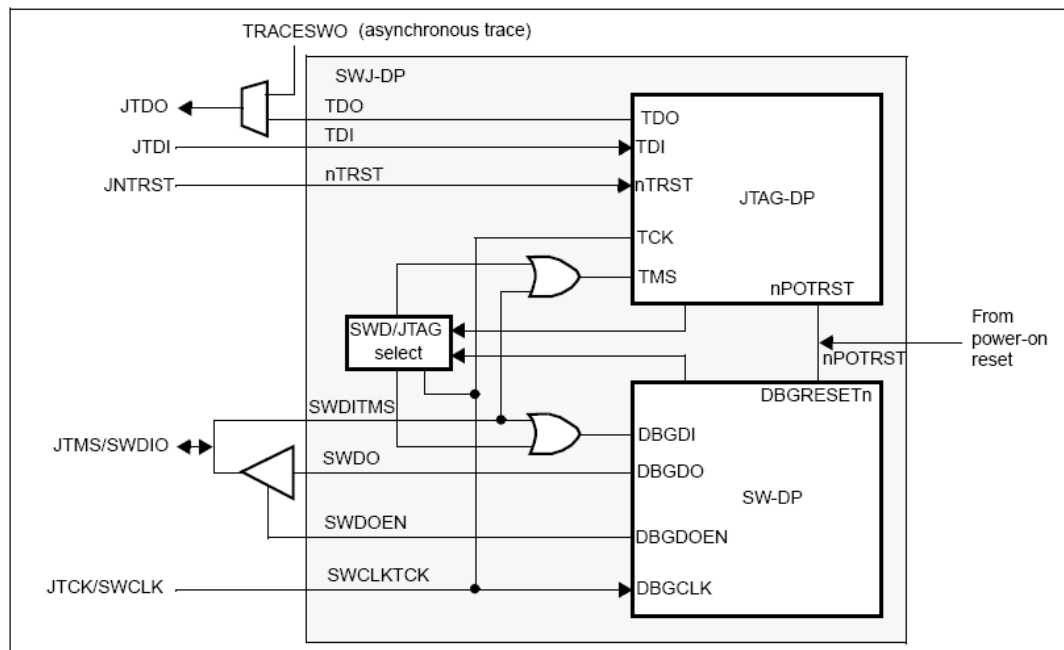 TRACESWO (asynchronous trace)
SWJ-DP
JTDO
TDO
TDO
JTDI
TDI
TDI
JNTRST
nTRST
nTRST
JTAG-DP
TCK
TMS
nPOTRST
SWD/JTAG
select
From
power-on
reset
nPOTRST
DBGRESETn
SWDITMS
JTMS/SWDIO
DBGDI
SWDO
DBGDO
SW-DP
SWDOEN
DBGDOEN
JTCK/SWCLK
SWCLKTCK
DBGCLK